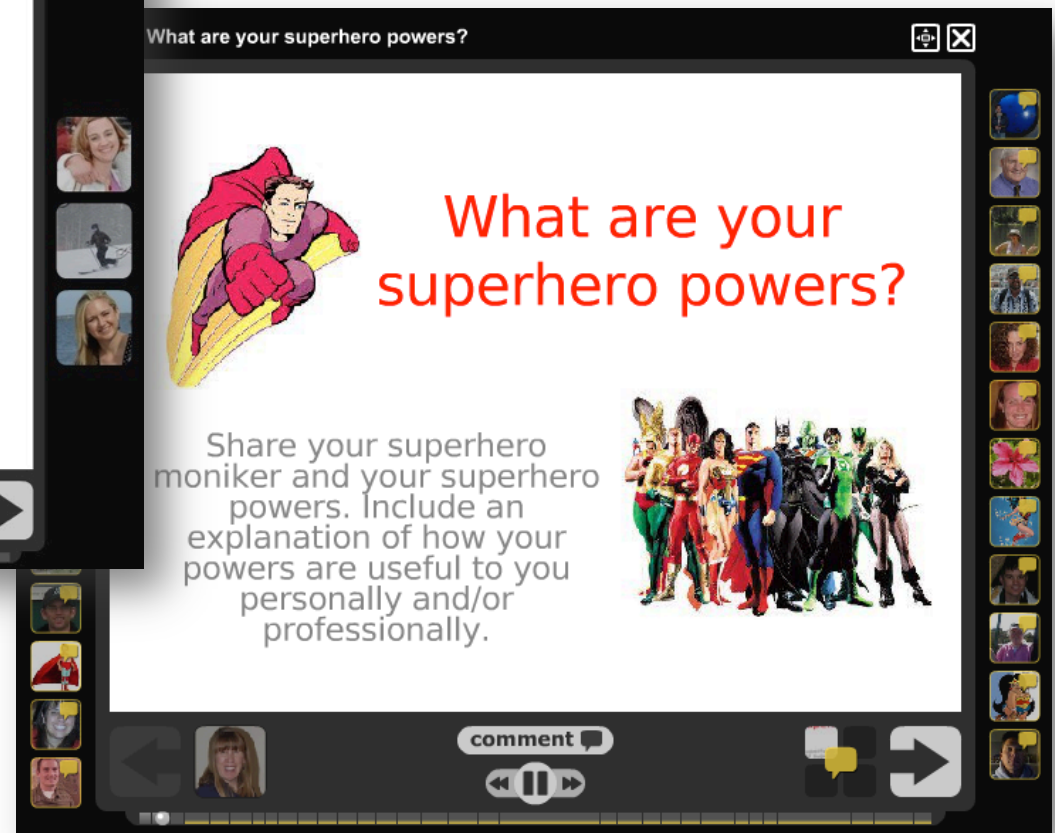 What are your superhero powers?
What are your
superhero powers?
Share your superhero
moniker and your superhero
powers. Include an
explanation of how your
powers are useful to you
personally and/or
professionally.
comment